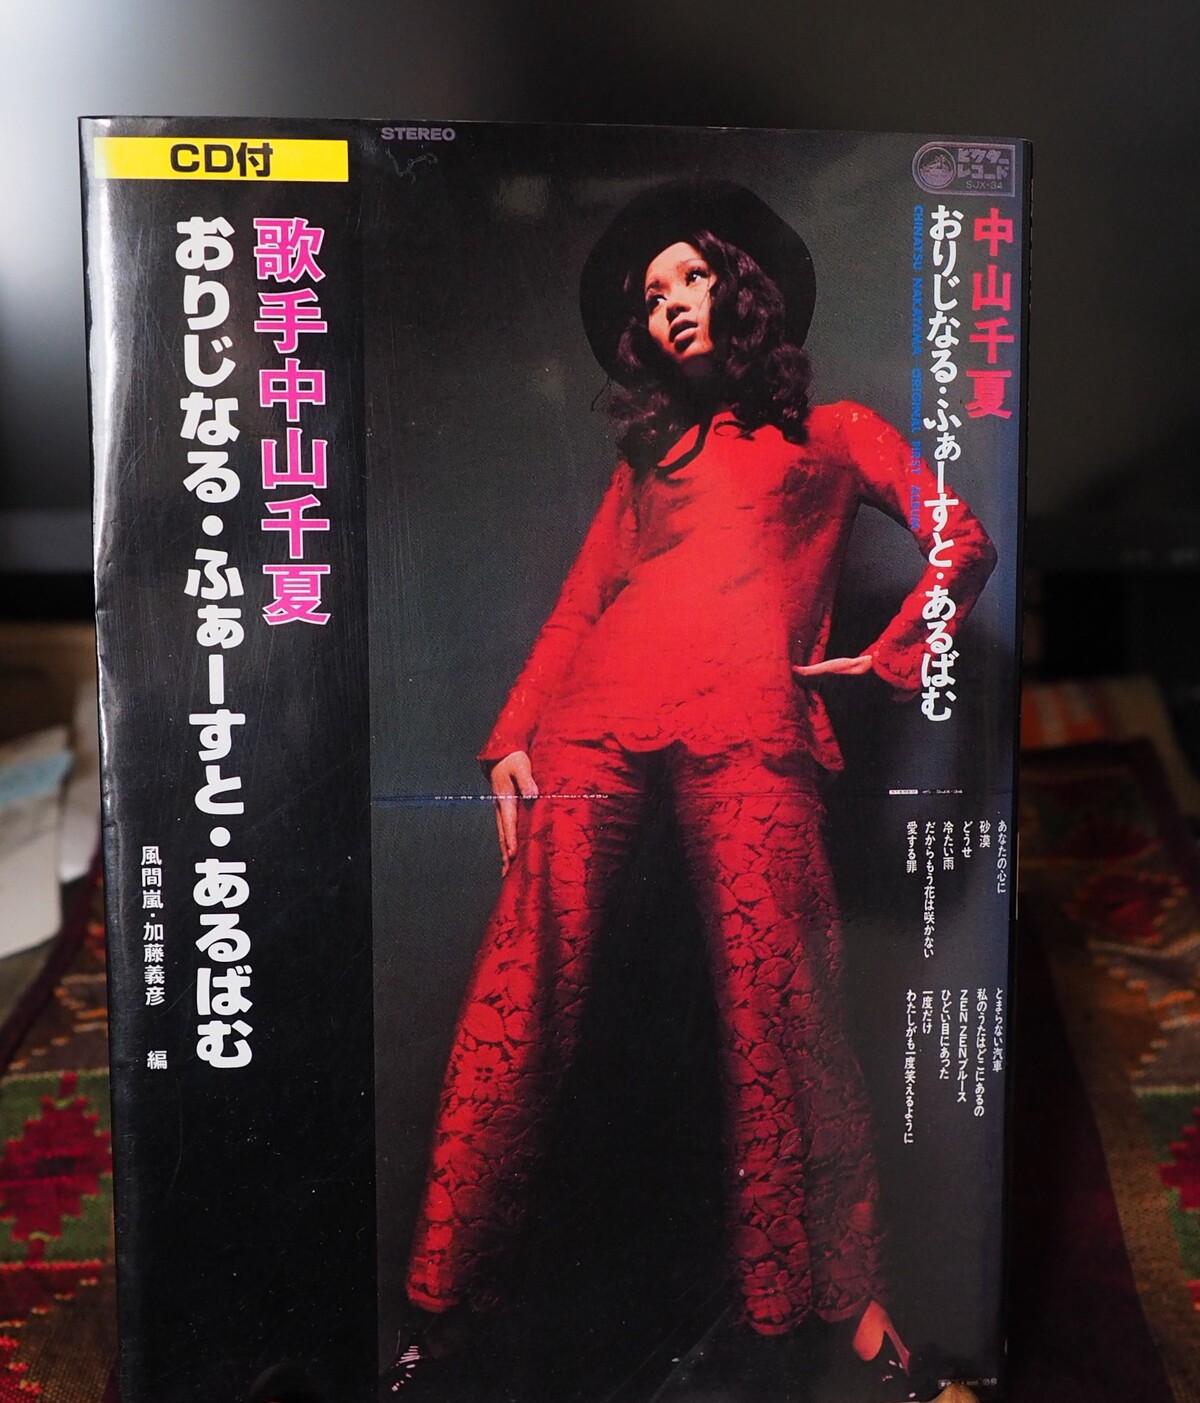 CD付
歌手中山千夏
おりじなる・ふぁーすと・あるばむ
風間嵐・加藤義彦 編
STEREO
ビクターレコード
SJX-34
中山千夏
おりじなる・ふぁーすと・あるばむ
CHINATSU NAKAYAMA ORIGINAL FIRST ALBUM
STEREO
SJX-34
あなたの心に
砂漠
どうせ
冷たい雨
だからもう花は咲かない
愛する罪
とまらない汽車
私のうたはどこにあるの
ZEN ZENブルース
ひどい目にあった
一度だけ
わたしがも一度笑えるように